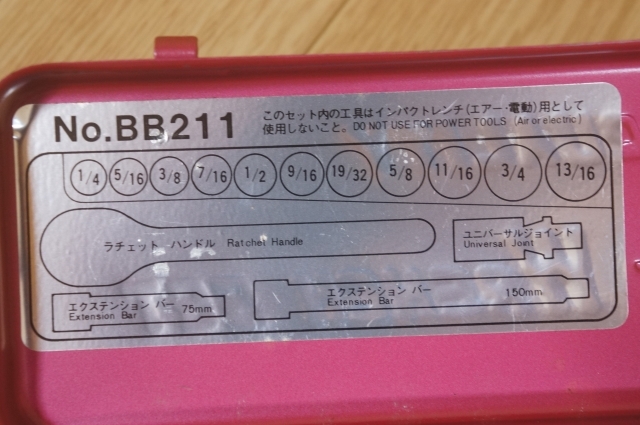 No.BB211
このセット内の工具はインパクトレンチ(エアー・電動)用として
使用しないこと。DO NOT USE FOR POWER TOOLS (Air or electric)
1/4 5/16 3/8 7/16 1/2 9/16 19/32 5/8 11/16 3/4 13/16
ラチェット ハンドル Ratchet Handle
ユニバーサルジョイント
Universal Joint
エクステンション バー
Extension Bar 75mm
エクステンション バー
Extension Bar 150mm